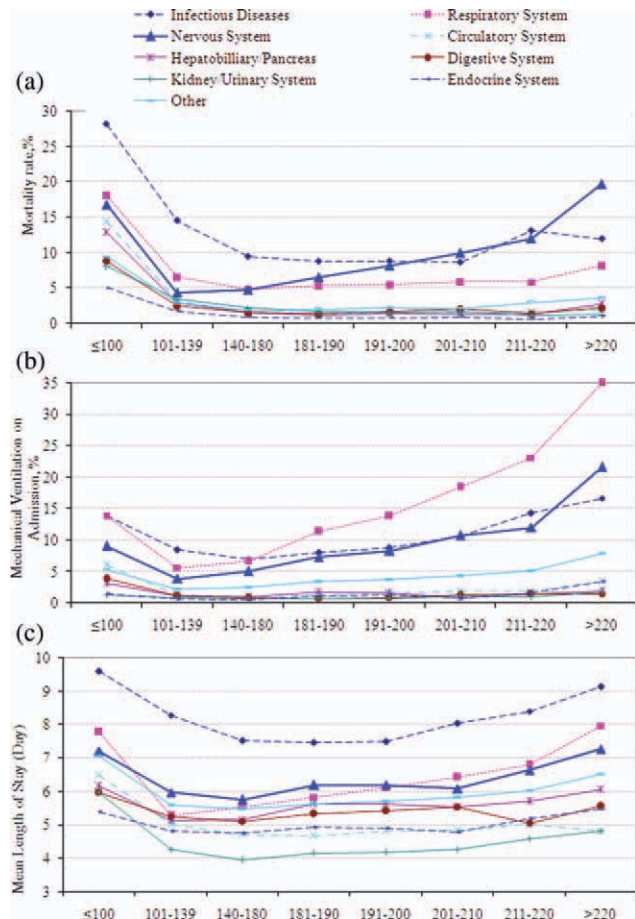 Infectious Diseases Respiratory System
Nervous System Circulatory System
Hepatobilliary/Pancreas Digestive System
Kidney/Urinary System Endocrine System
Other
(a)
Mortality rate,%
30
25
20
15
10
5
0
≤100 101-139 140-180 181-190 191-200 201-210 211-220 >220
(b)
Mechanical Ventilation on
Admission, %
35
30
25
20
15
10
5
0
≤100 101-139 140-180 181-190 191-200 201-210 211-220 >220
(c)
Mean Length of Stay (Day)
10
9
8
7
6
5
4
3
≤100 101-139 140-180 181-190 191-200 201-210 211-220 >220